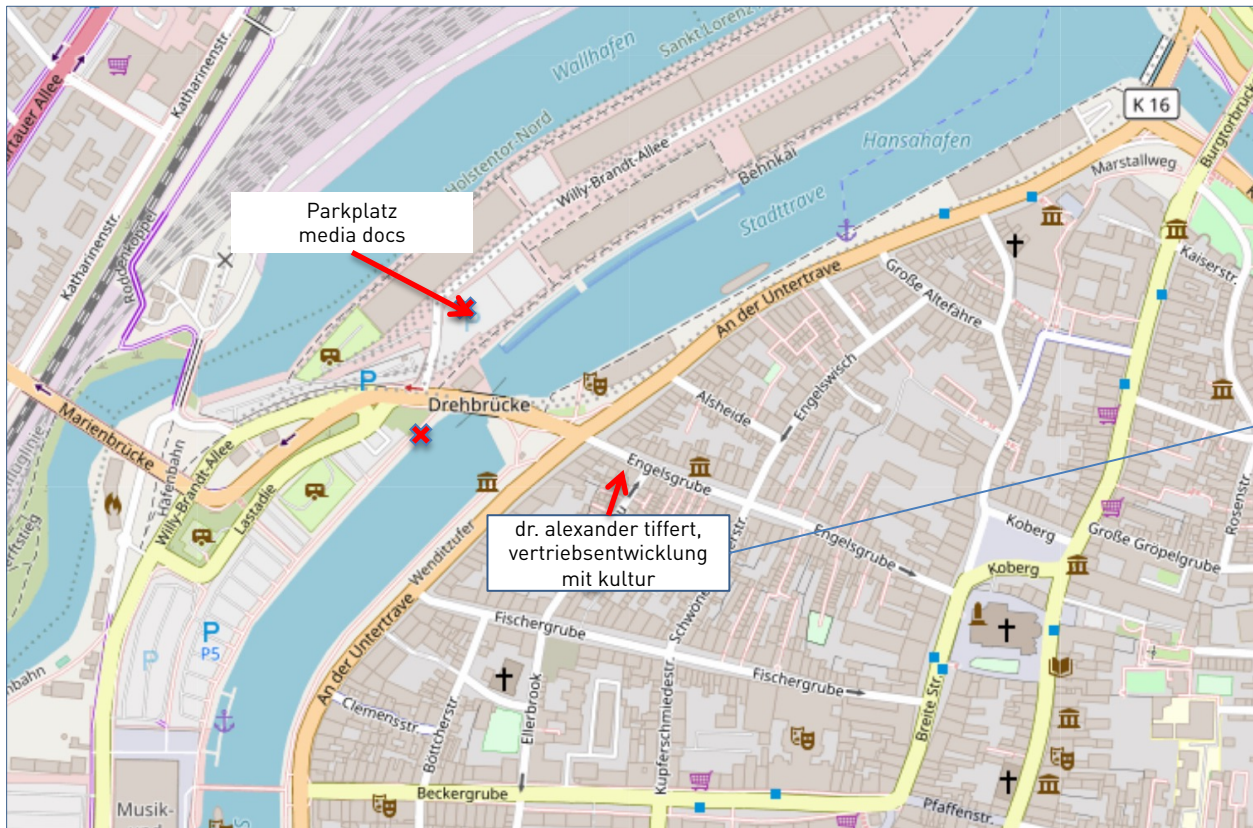 Katharinenstr.
Katharinenstr.
Roddenkoppel
Wallhafen
Sankt Lorenz
Holstentor-Nord
Willy-Brandt-Allee
Behnkai
Hansahafen
Stadttrave
K 16
Burgtorbrücke
Marstallweg
Kaiserstr.
Parkplatz
media docs
An der Untertrave
Große Altefähre
Engelswisch
Alsheide
P
Drehbrücke
Marienbrücke
Hafenbahn
Willy-Brandt-Allee
Lastadie
Engelsgrube
Engelsgrube
Rosenstr.
dr. alexander tiffert,
vertriebsentwicklung
mit kultur
Wenditzufer
Koberg
Große Gröpelgrube
Koberg
Fischergrube
Fischergrube
An der Untertrave
P
P5
P
Clemensstr.
Böttcherstr
Ellerbrook
Kupferschmiedestr.
Breite Str.
Beckergrube
Pfaffenstr.
Musik-